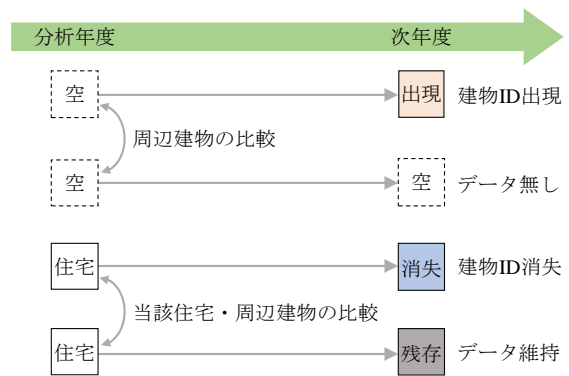 分析年度 次年度
空 出現 建物ID出現
周辺建物の比較
空 空 データ無し
住宅 消失 建物ID消失
当該住宅・周辺建物の比較
住宅 残存 データ維持